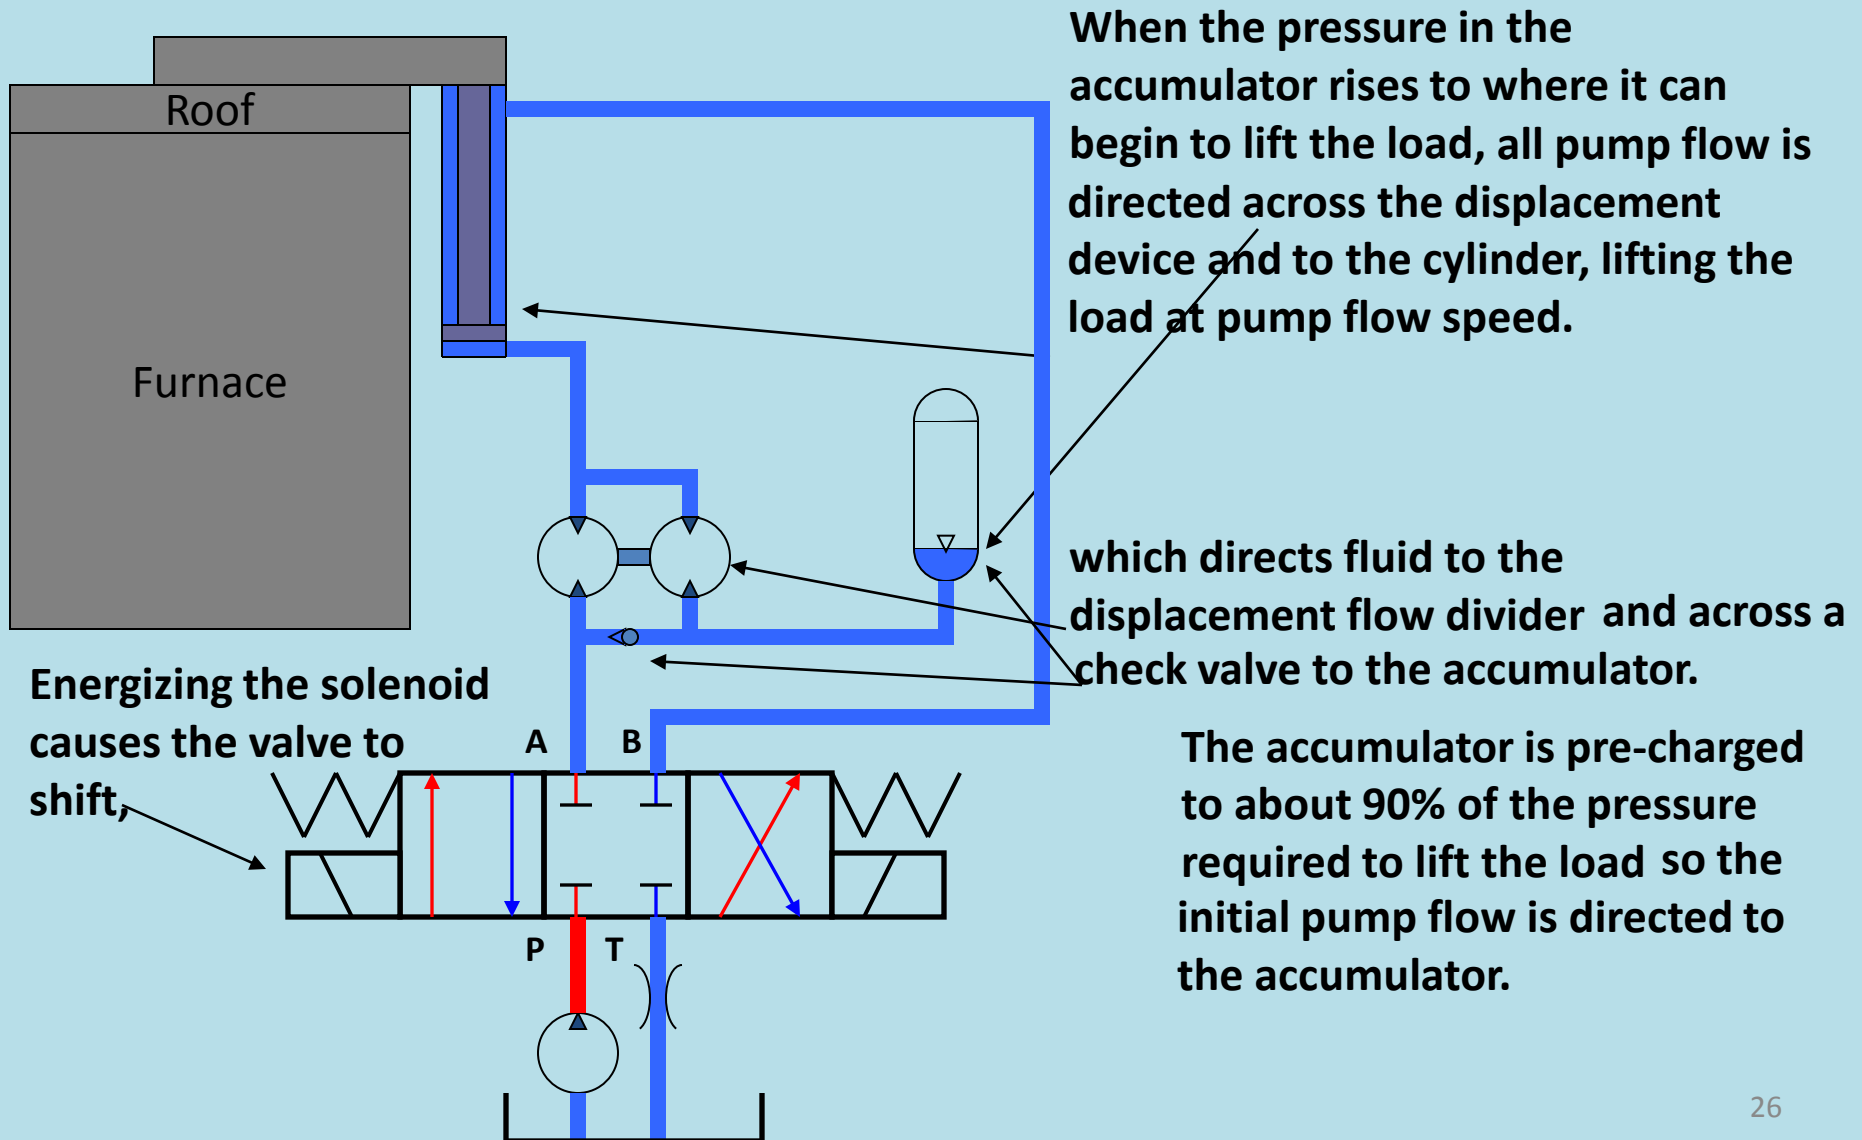 When the pressure in the
accumulator rises to where it can
begin to lift the load, all pump flow is
directed across the displacement
device and to the cylinder, lifting the
load at pump flow speed.
Roof
Furnace
which directs fluid to the
displacement flow divider and across a
check valve to the accumulator.
Energizing the solenoid
causes the valve to
shift,
A B
The accumulator is pre-charged
to about 90% of the pressure
required to lift the load so the
initial pump flow is directed to
the accumulator.
P T
26